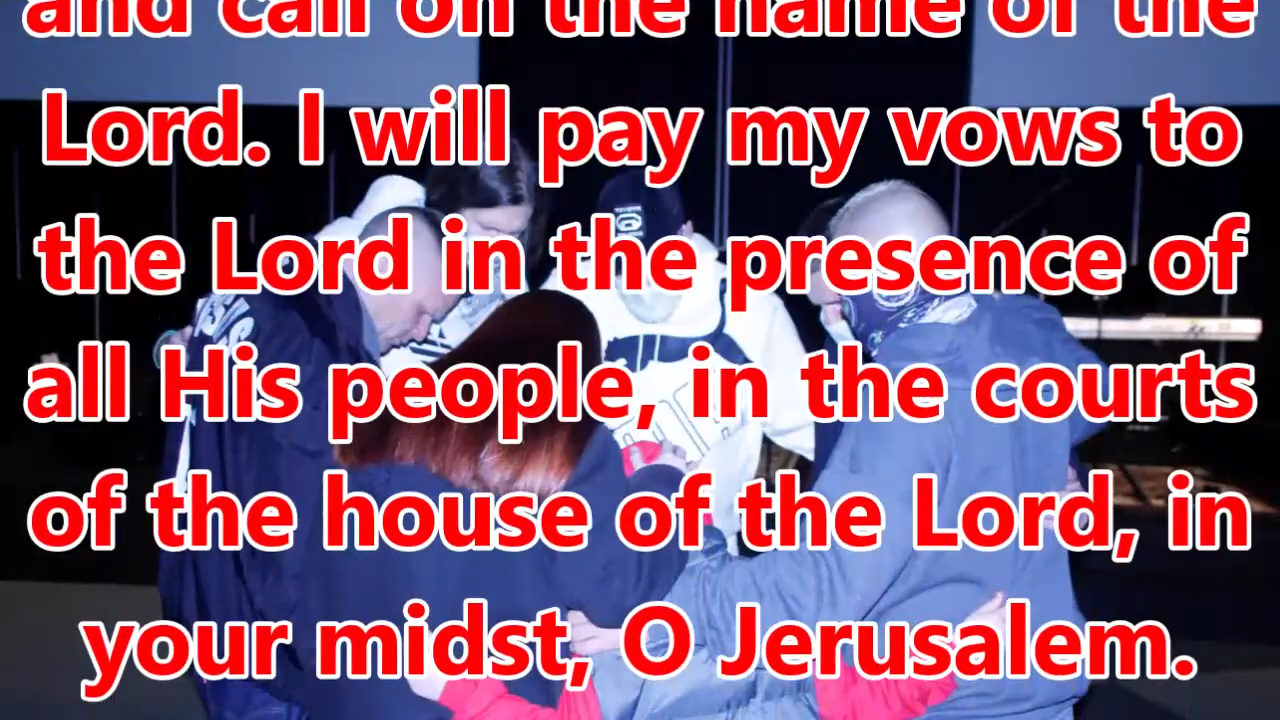 and call on the name of the
Lord. I will pay my vows to
the Lord in the presence of
all His people, in the courts
of the house of the Lord, in
your midst, O Jerusalem.